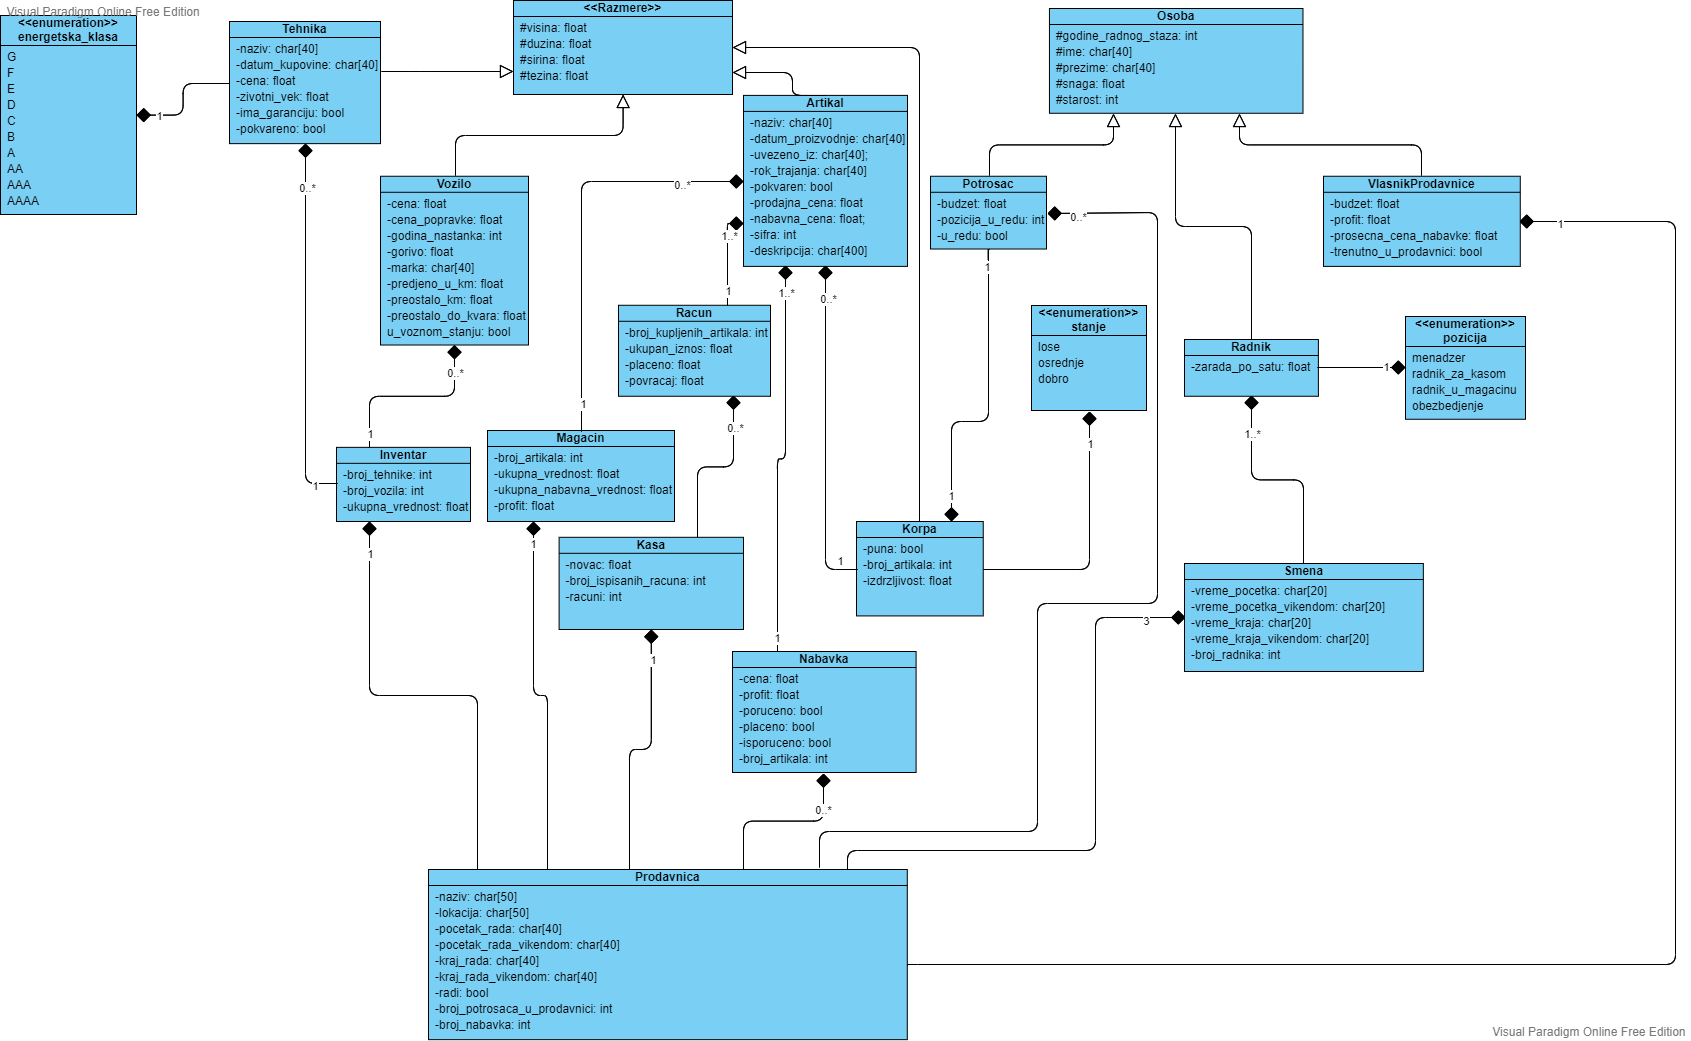 Visual Paradigm Online Free Edition
<<enumeration>>
energetska_klasa
G
F
E
D
C
B
A
AA
AAA
AAAA
1
Tehnika
-naziv: char[40]
-datum_kupovine: char[40]
-cena: float
-zivotni_vek: float
-ima_garanciju: bool
-pokvareno: bool
0..*
1
<<Razmere>>
#visina: float
#duzina: float
#sirina: float
#tezina: float
Vozilo
-cena: float
-cena_popravke: float
-godina_nastanka: int
-gorivo: float
-marka: char[40]
-predjeno_u_km: float
-preostalo_km: float
-preostalo_do_kvara: float
u_voznom_stanju: bool
0..*
1
Artikal
-naziv: char[40]
-datum_proizvodnje: char[40]
-uvezeno_iz: char[40];
-rok_trajanja: char[40]
-pokvaren: bool
-prodajna_cena: float
-nabavna_cena: float;
-sifra: int
-deskripcija: char[400]
0..*
1..*
1
1
1..*
0..*
1
1
Osoba
#godine_radnog_staza: int
#ime: char[40]
#prezime: char[40]
#snaga: float
#starost: int
Potrosac
-budzet: float
-pozicija_u_redu: int
-u_redu: bool
0..*
1
1
VlasnikProdavnice
-budzet: float
-profit: float
-prosecna_cena_nabavke: float
-trenutno_u_prodavnici: bool
1
Racun
-broj_kupljenih_artikala: int
-ukupan_iznos: float
-placeno: float
-povracaj: float
0..*
<<enumeration>>
stanje
lose
osrednje
dobro
1
Radnik
-zarada_po_satu: float
1
1..*
<<enumeration>>
pozicija
menadzer
radnik_za_kasom
radnik_u_magacinu
obezbedjenje
Inventar
-broj_tehnike: int
-broj_vozila: int
-ukupna_vrednost: float
1
Magacin
-broj_artikala: int
-ukupna_vrednost: float
-ukupna_nabavna_vrednost: float
-profit: float
1
Kasa
-novac: float
-broj_ispisanih_racuna: int
-racuni: int
1
Korpa
-puna: bool
-broj_artikala: int
-izdrzljivost: float
Smena
-vreme_pocetka: char[20]
-vreme_pocetka_vikendom: char[20]
-vreme_kraja: char[20]
-vreme_kraja_vikendom: char[20]
-broj_radnika: int
3
Nabavka
-cena: float
-profit: float
-poruceno: bool
-placeno: bool
-isporuceno: bool
-broj_artikala: int
0..*
Prodavnica
-naziv: char[50]
-lokacija: char[50]
-pocetak_rada: char[40]
-pocetak_rada_vikendom: char[40]
-kraj_rada: char[40]
-kraj_rada_vikendom: char[40]
-radi: bool
-broj_potrosaca_u_prodavnici: int
-broj_nabavka: int
Visual Paradigm Online Free Edition